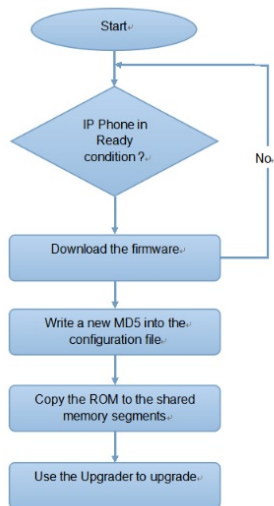 Start
IP Phone in
Ready
condition ?
No
Download the firmware
Write a new MD5 into the
configuration file
Copy the ROM to the shared
memory segments
Use the Upgrader to upgrade